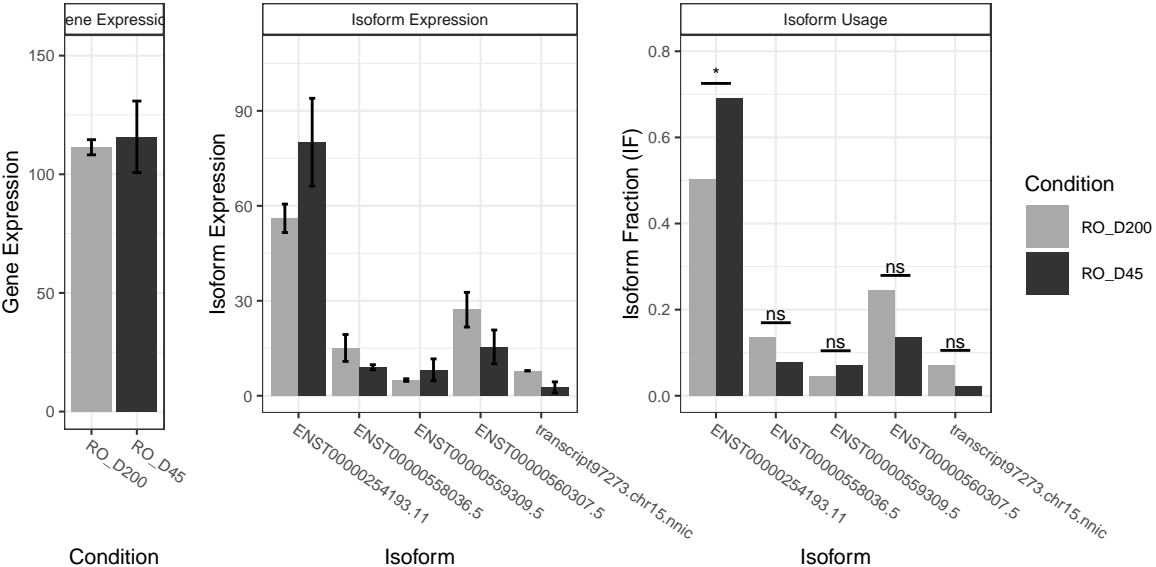 ene Expressio
Gene Expression
150
100
50
0
RO_D200
RO_D45
Condition
Isoform Expression
Isoform Expression
90
60
30
0
ENST00000254193.11
ENST00000558036.5
ENST00000559309.5
ENST00000560307.5
transcript97273.chr15.nnic
Isoform
Isoform Usage
Isoform Fraction (IF)
0.8
0.6
0.4
0.2
0.0
*
ns
ns
ns
ns
ENST00000254193.11
ENST00000558036.5
ENST00000559309.5
ENST00000560307.5
transcript97273.chr15.nnic
Isoform
Condition
RO_D200
RO_D45